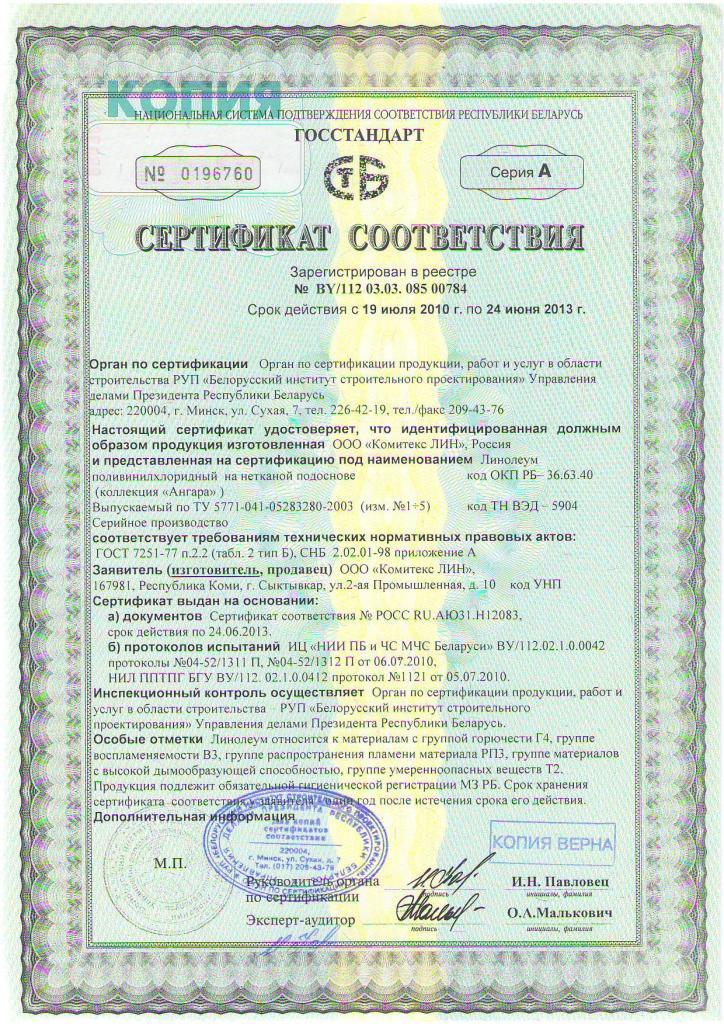 КОПИЯ
НАЦИОНАЛЬНАЯ СИСТЕМА ПОДТВЕРЖДЕНИЯ СООТВЕТСТВИЯ РЕСПУБЛИКИ БЕЛАРУСЬ
ГОССТАНДАРТ
№ 0196760
СТБ
Серия А
СЕРТИФИКАТ СООТВЕТСТВИЯ
Зарегистрирован в реестре
№ BY/112 03.03. 085 00784
Срок действия с 19 июля 2010 г. по 24 июня 2013 г.
Орган по сертификации Орган по сертификации продукции, работ и услуг в области
строительства РУП «Белорусский институт строительного проектирования» Управления
делами Президента Республики Беларусь
адрес: 220004, г. Минск, ул. Сухая, 7, тел. 226-42-19, тел./факс 209-43-76
Настоящий сертификат удостоверяет, что идентифицированная должным
образом продукция изготовленная ООО «Комитекс ЛИН», Россия
и представленная на сертификацию под наименованием Линолеум
поливинилхлоридный на нетканой подоснове код ОКП РБ– 36.63.40
(коллекция «Ангара» )
Выпускаемый по ТУ 5771-041-05283280-2003 (изм. №1÷5) код ТН ВЭД – 5904
Серийное производство
соответствует требованиям технических нормативных правовых актов:
ГОСТ 7251-77 п.2.2 (табл. 2 тип Б), СНБ 2.02.01-98 приложение А
Заявитель (изготовитель, продавец) ООО «Комитекс ЛИН»,
167981, Республика Коми, г. Сыктывкар, ул.2-ая Промышленная, д. 10 код УНП
Сертификат выдан на основании:
а) документов Сертификат соответствия № РОСС RU.АЮ31.Н12083,
срок действия по 24.06.2013.
б) протоколов испытаний ИЦ «НИИ ПБ и ЧС МЧС Беларуси» BY/112.02.1.0.0042
протоколы №04-52/1311 П, №04-52/1312 П от 06.07.2010,
НИЛ ППТПГ БГУ BY/112. 02.1.0.0412 протокол №1121 от 05.07.2010.
Инспекционный контроль осуществляет Орган по сертификации продукции, работ и
услуг в области строительства – РУП «Белорусский институт строительного
проектирования» Управления делами Президента Республики Беларусь.
Особые отметки Линолеум относится к материалам с группой горючести Г4, группе
воспламеняемости В3, группе распространения пламени материала РП3, группе материалов
с высокой дымообразующей способностью, группе умеренноопасных веществ Т2.
Продукция подлежит обязательной гигиенической регистрации МЗ РБ. Срок хранения
сертификата соответствия у заявителя один год после истечения срока его действия.
Дополнительная информация
Для копий
сертификатов
соответствия
220004,
г. Минск, ул. Сухая, д. 7
Тел. (017) 209-43-76
КОПИЯ ВЕРНА
М.П.
Руководитель органа
по сертификации
подпись
И.Н. Павловец
инициалы, фамилия
Эксперт-аудитор
подпись
О.А.Малькович
инициалы, фамилия